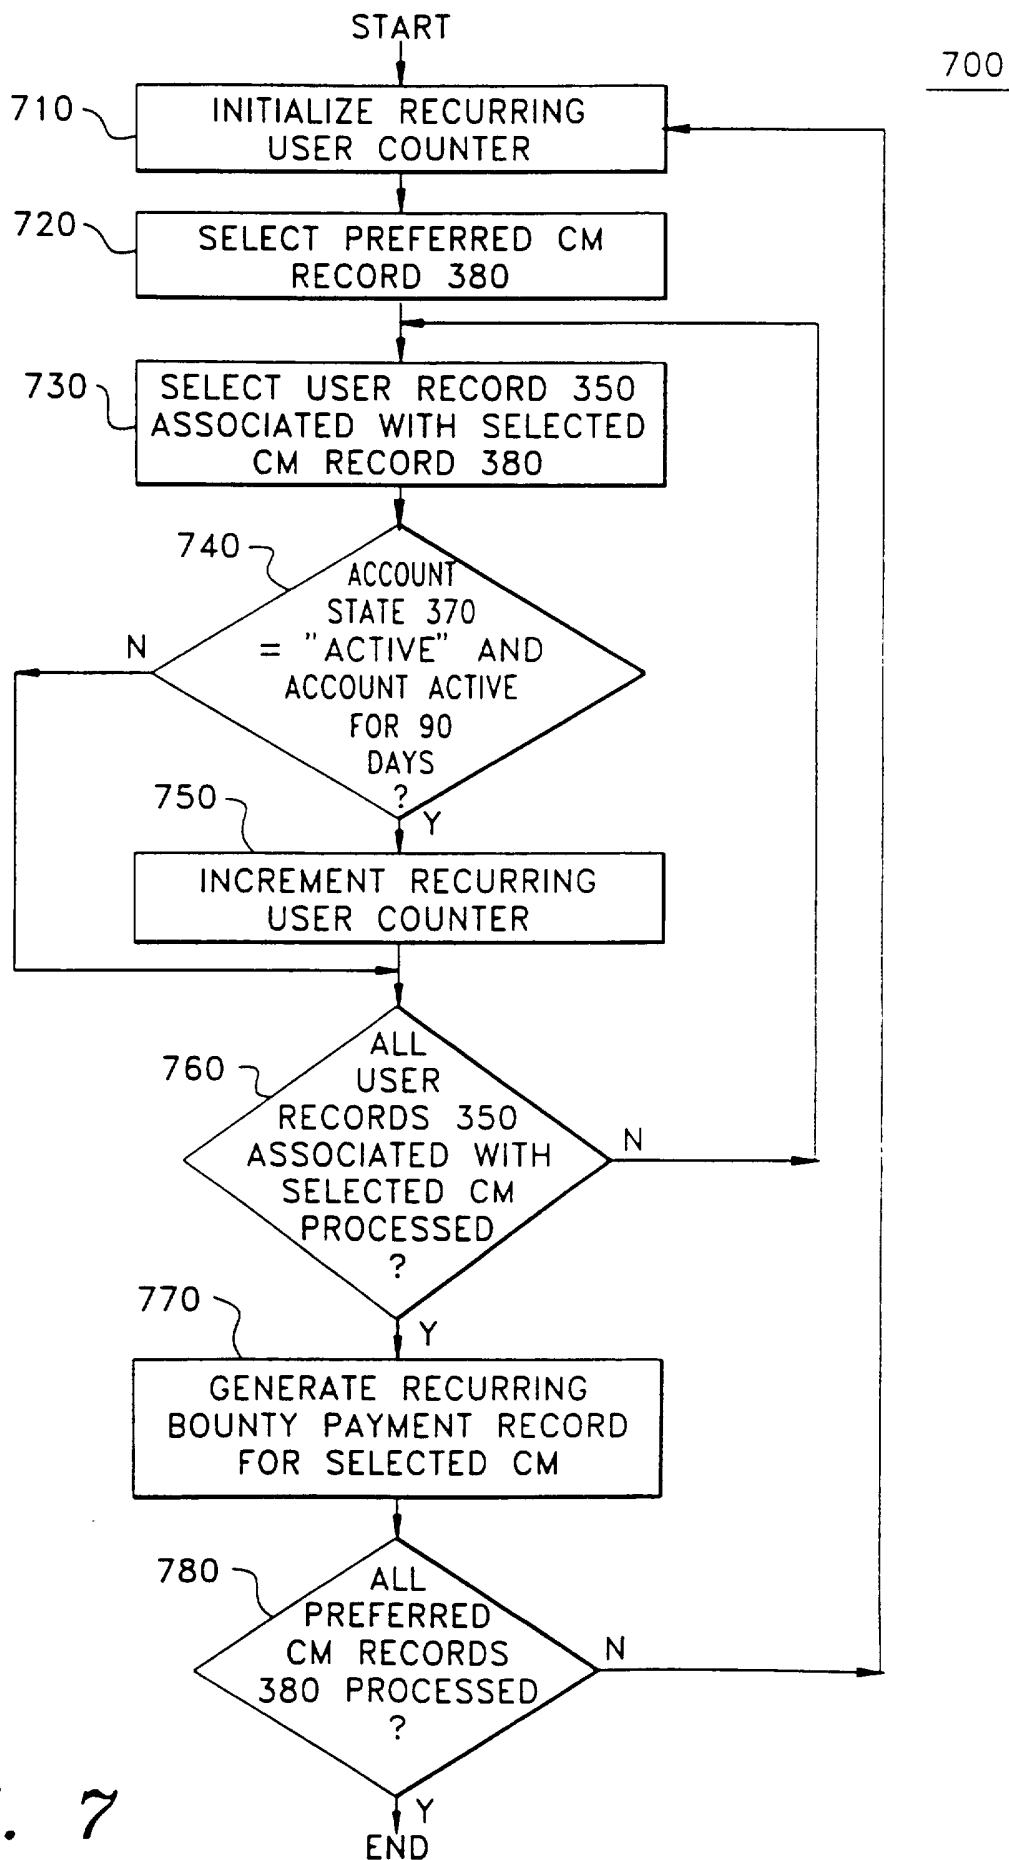 START
700
710
INITIALIZE RECURRING
USER COUNTER
720
SELECT PREFERRED CM
RECORD 380
730
SELECT USER RECORD 350
ASSOCIATED WITH SELECTED
CM RECORD 380
740
ACCOUNT
STATE 370
= "ACTIVE" AND
ACCOUNT ACTIVE
FOR 90
DAYS
?
N
Y
750
INCREMENT RECURRING
USER COUNTER
760
ALL
USER
RECORDS 350
ASSOCIATED WITH
SELECTED CM
PROCESSED
?
N
Y
770
GENERATE RECURRING
BOUNTY PAYMENT RECORD
FOR SELECTED CM
780
ALL
PREFERRED
CM RECORDS
380 PROCESSED
?
N
Y
END
. 7